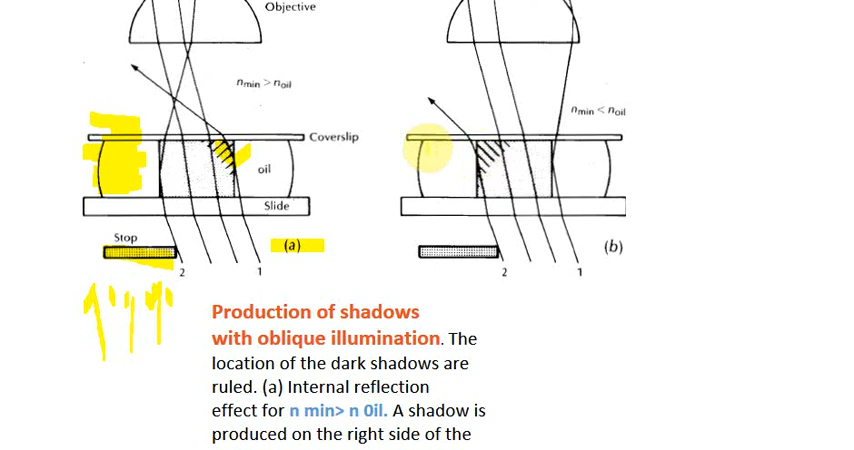 Objective
nmin > noil
nmin < noil
Coverslip
oil
Slide
Stop
(a)
(b)
2
1
2
1
Production of shadows
with oblique illumination. The
location of the dark shadows are
ruled. (a) Internal reflection
effect for n min> n 0il. A shadow is
produced on the right side of the